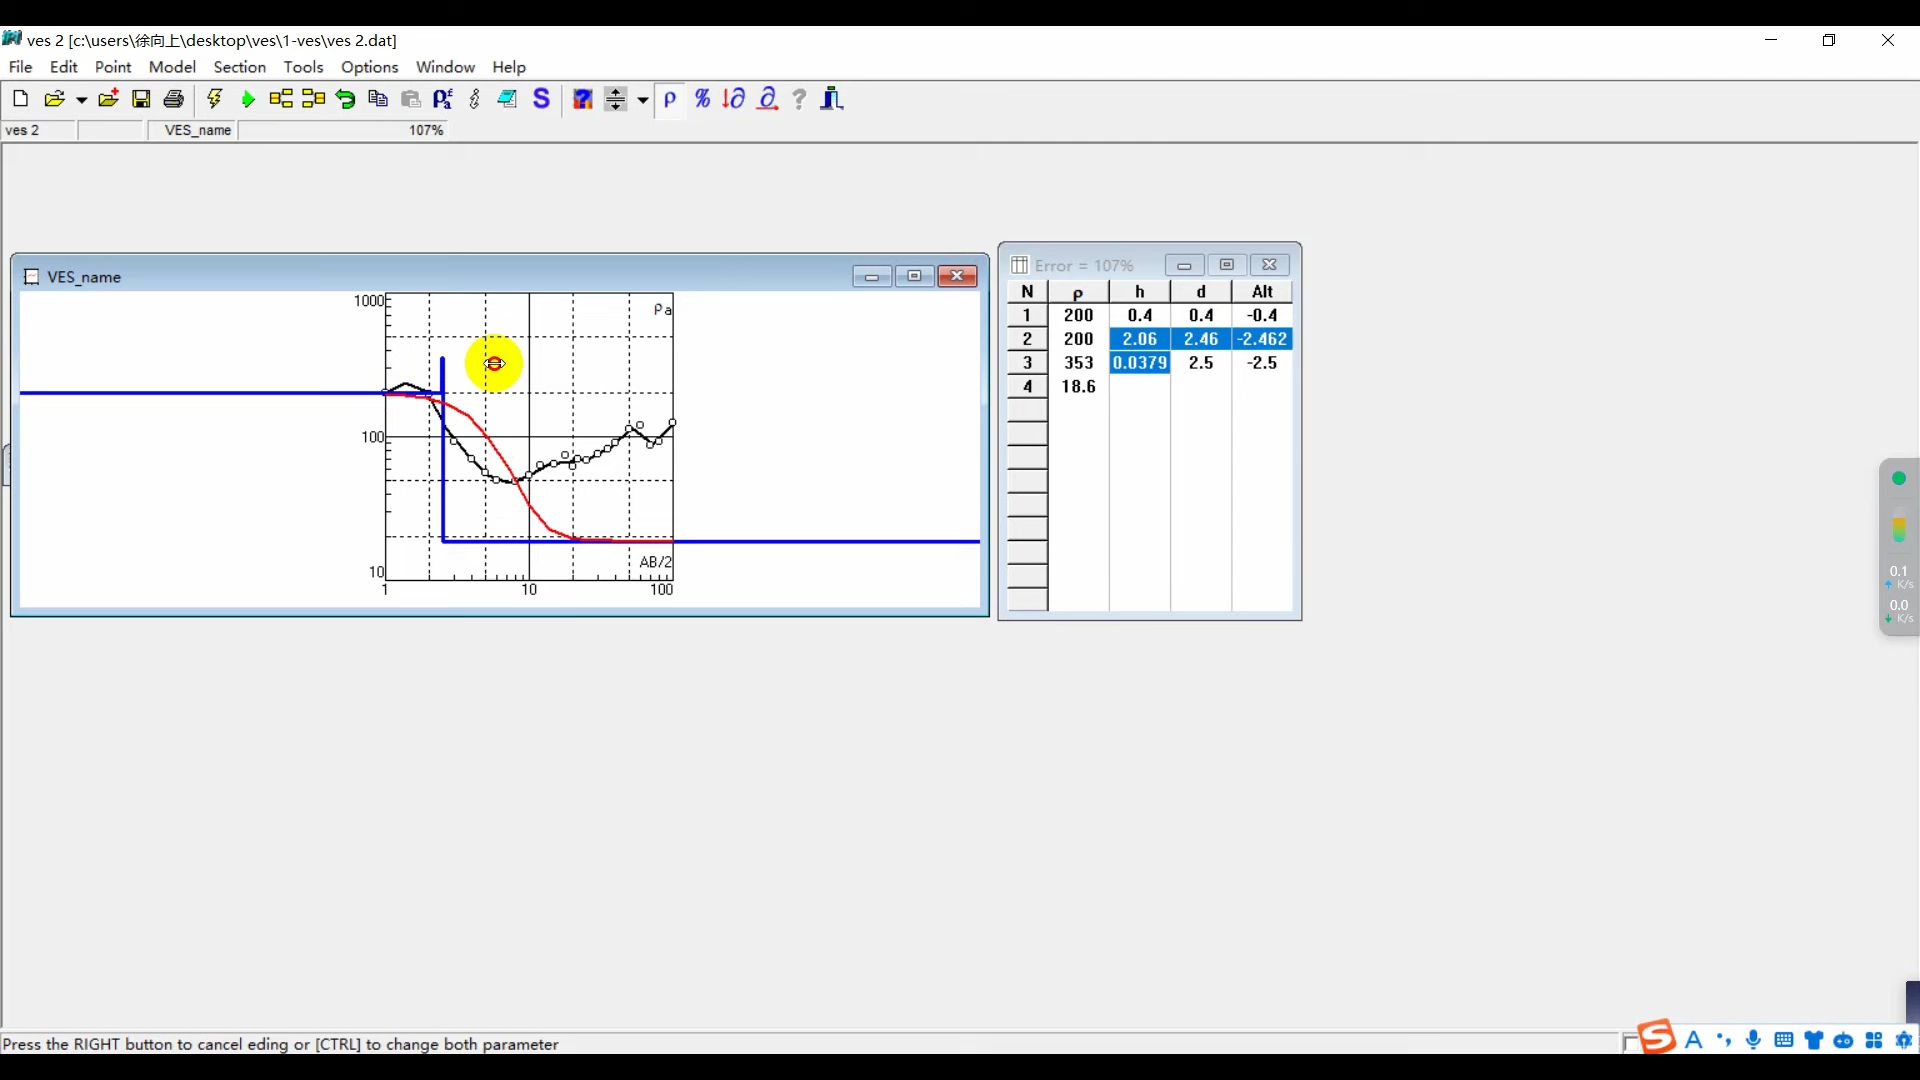 ves 2 [c:\users\徐向上\desktop\ves\1-ves\ves 2.dat]
File Edit Point Model Section Tools Options Window Help
ρ % ↓∂ ∂ ?
ves 2 VES_name 107%
VES_name
1000
ρa
100
10
AB/2
1 10 100
Error = 107%
N ρ h d Alt
1 200 0.4 0.4 -0.4
2 200 2.06 2.46 -2.462
3 353 0.0379 2.5 -2.5
4 18.6
0.1
K/s
0.0
K/s
Press the RIGHT button to cancel eding or [CTRL] to change both parameter